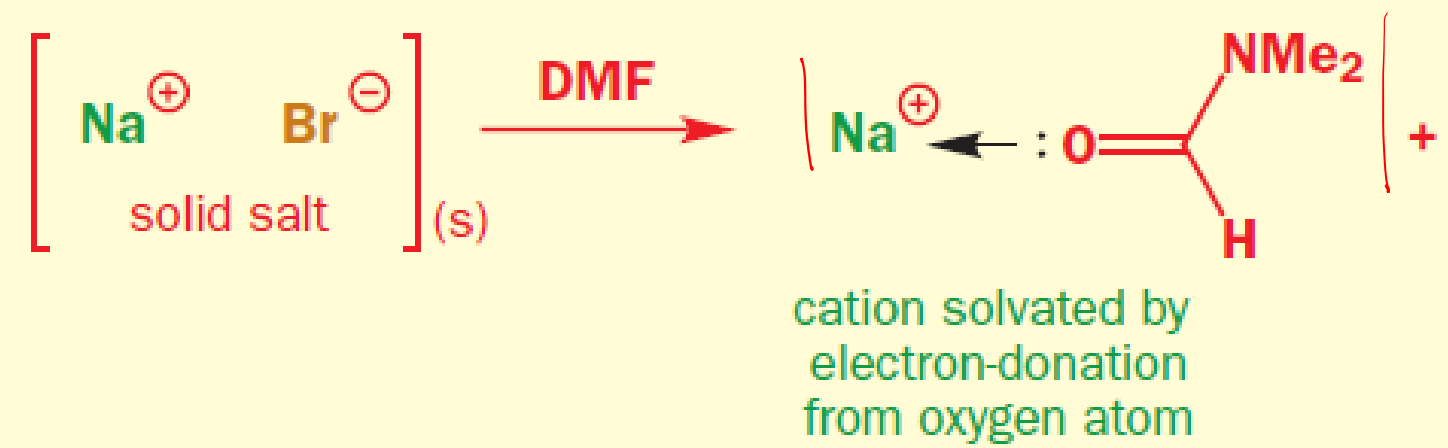 Na⊕ Br⊖
solid salt
(s)
DMF
Na⊕ :O
NMe₂
H
+
cation solvated by
electron-donation
from oxygen atom